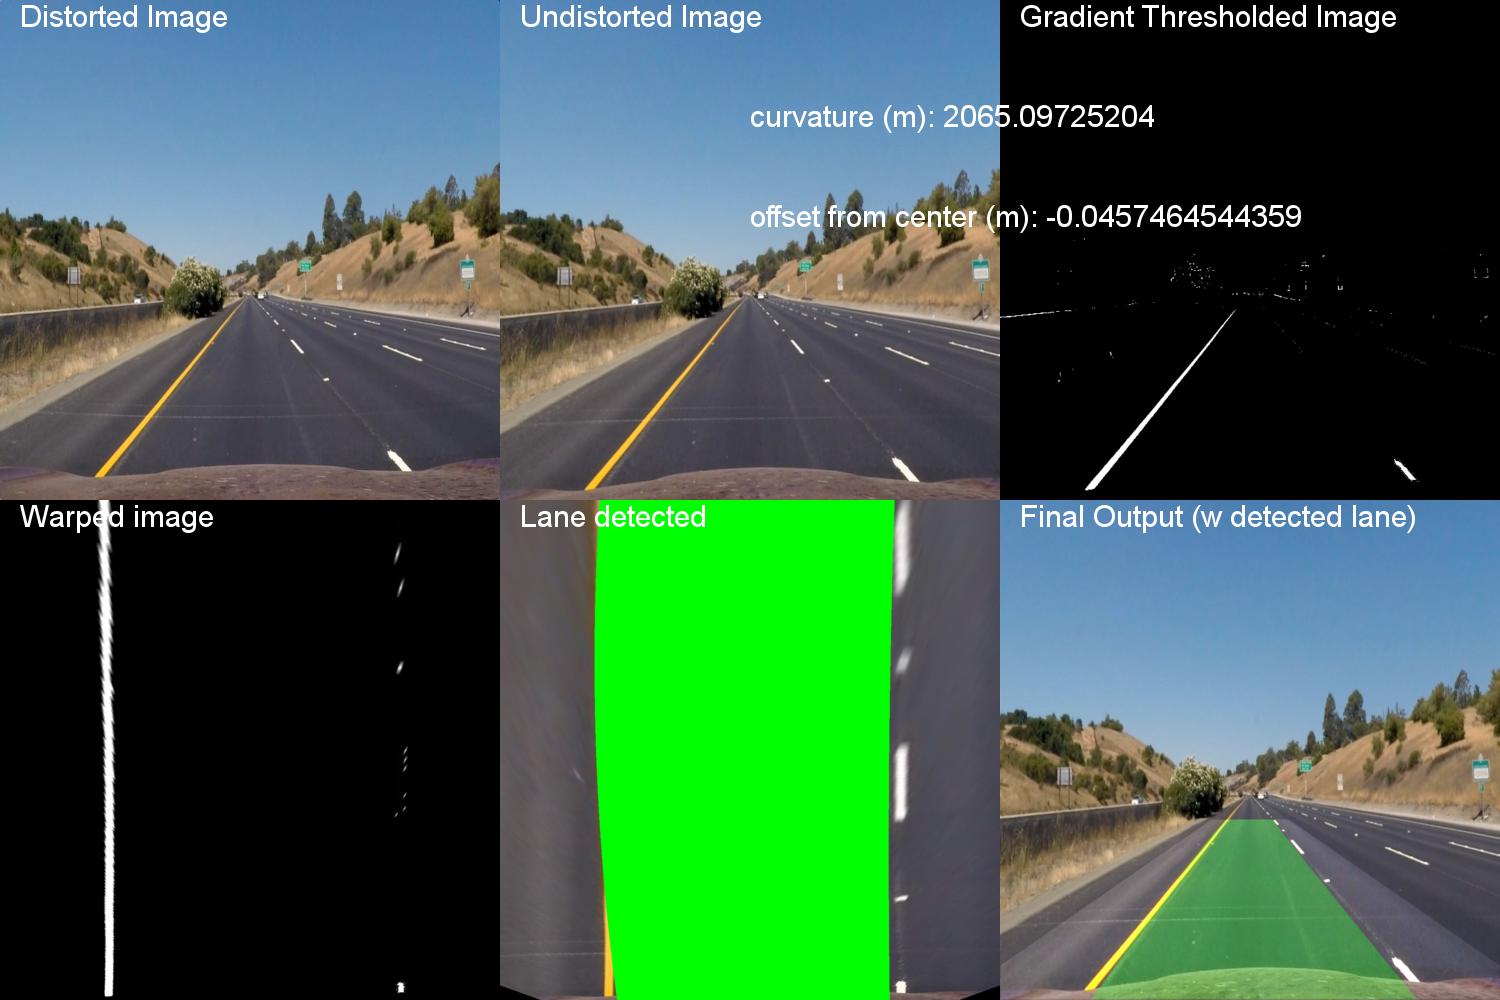 Distorted Image
Undistorted Image
Gradient Thresholded Image
curvature (m): 2065.09725204
offset from center (m): -0.0457464544359
Warped image
Lane detected
Final Output (w detected lane)